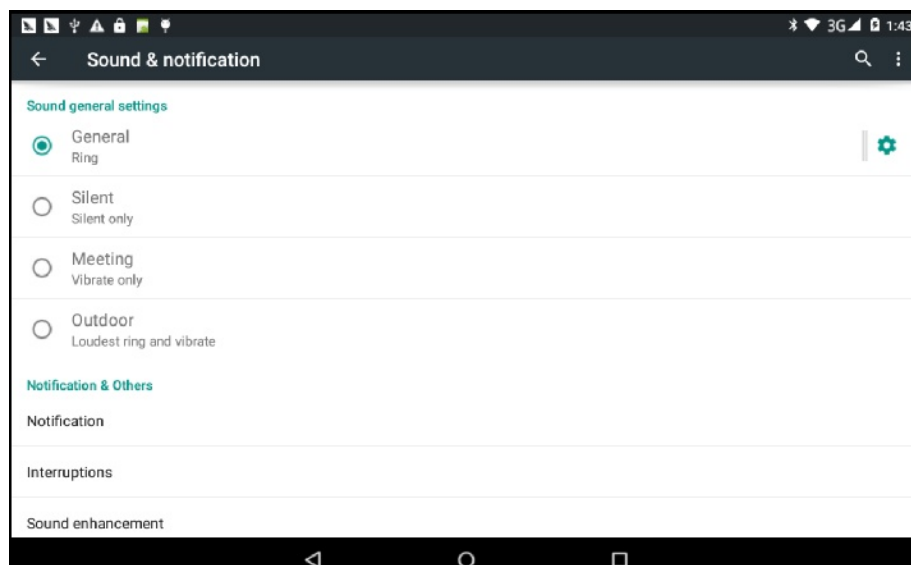 3G 1:43
Sound & notification
Sound general settings
General
Ring
Silent
Silent only
Meeting
Vibrate only
Outdoor
Loudest ring and vibrate
Notification & Others
Notification
Interruptions
Sound enhancement